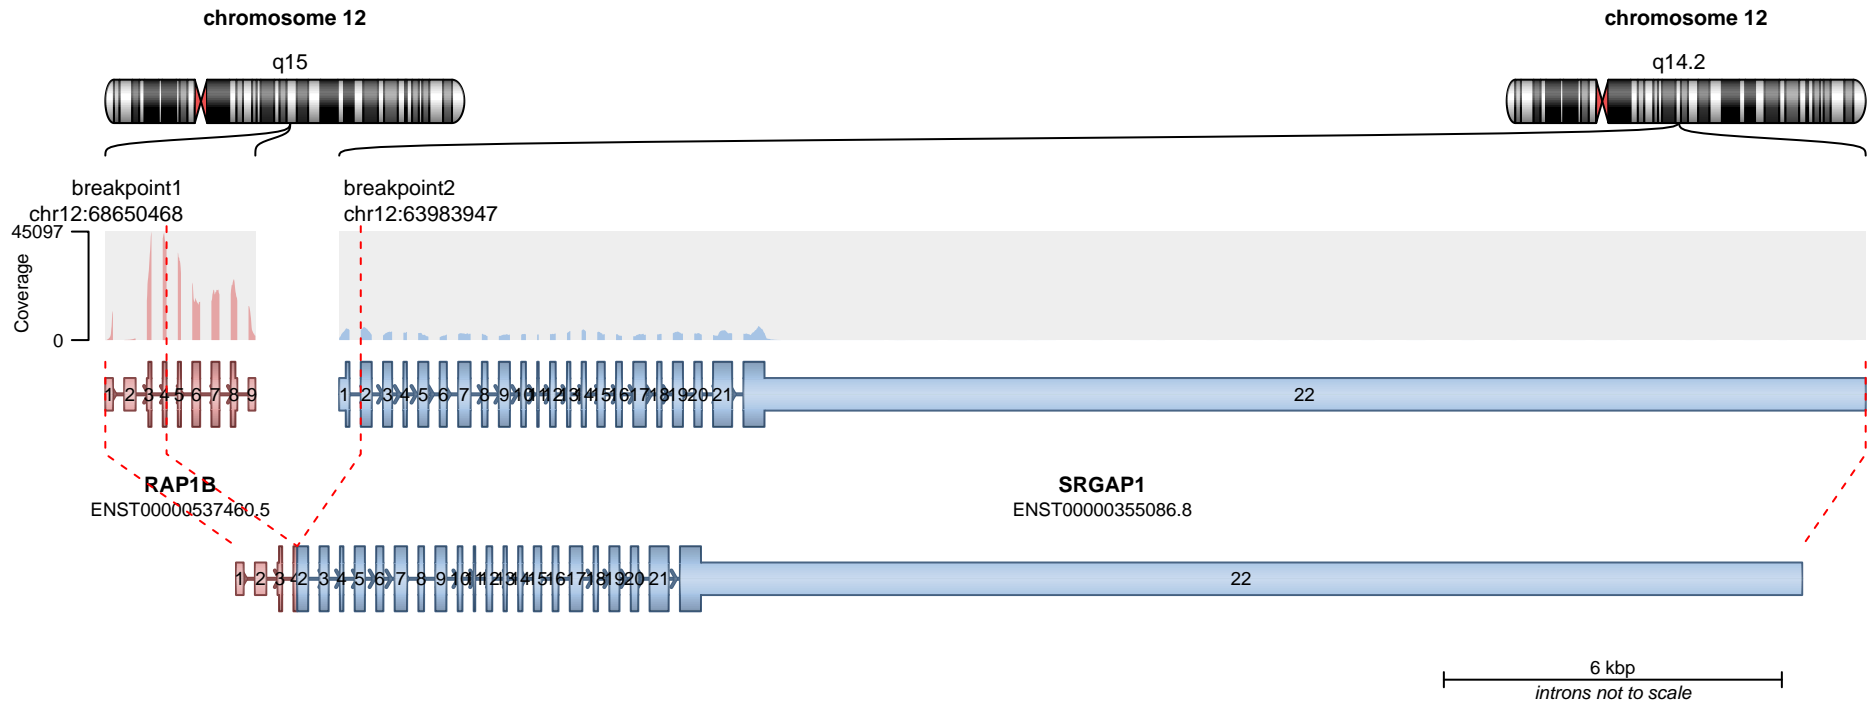 chromosome 12
chromosome 12
q15
q14.2
breakpoint1
chr12:68650468
breakpoint2
chr12:63983947
45097
Coverage
0
1 2 3 4 5 6 7 8 9
1 2 3 4 5 6 7 8 9 10 11 12 13 14 15 16 17 18 19 20 21 22
RAP1B
ENST00000537460.5
SRGAP1
ENST00000355086.8
1 2 3 4 2 3 4 5 6 7 8 9 10 11 12 13 14 15 16 17 18 19 20 21 22
6 kbp
introns not to scale